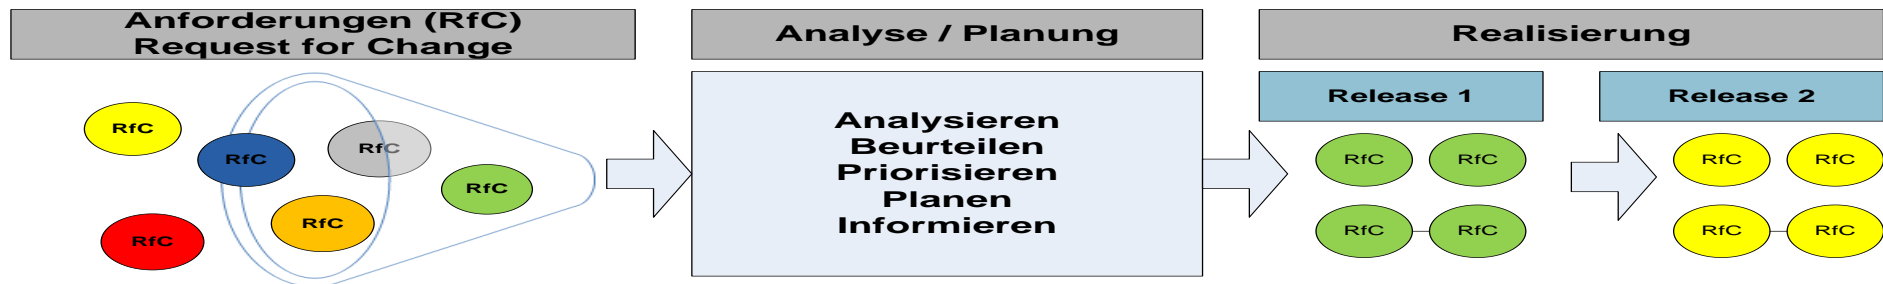 Anforderungen (RfC)
Request for Change
Analyse / Planung
Realisierung
RfC
RfC
RfC
RfC
RfC
RfC
Analysieren
Beurteilen
Priorisieren
Planen
Informieren
Release 1
Release 2
RfC RfC
RfC RfC
RfC RfC
RfC RfC